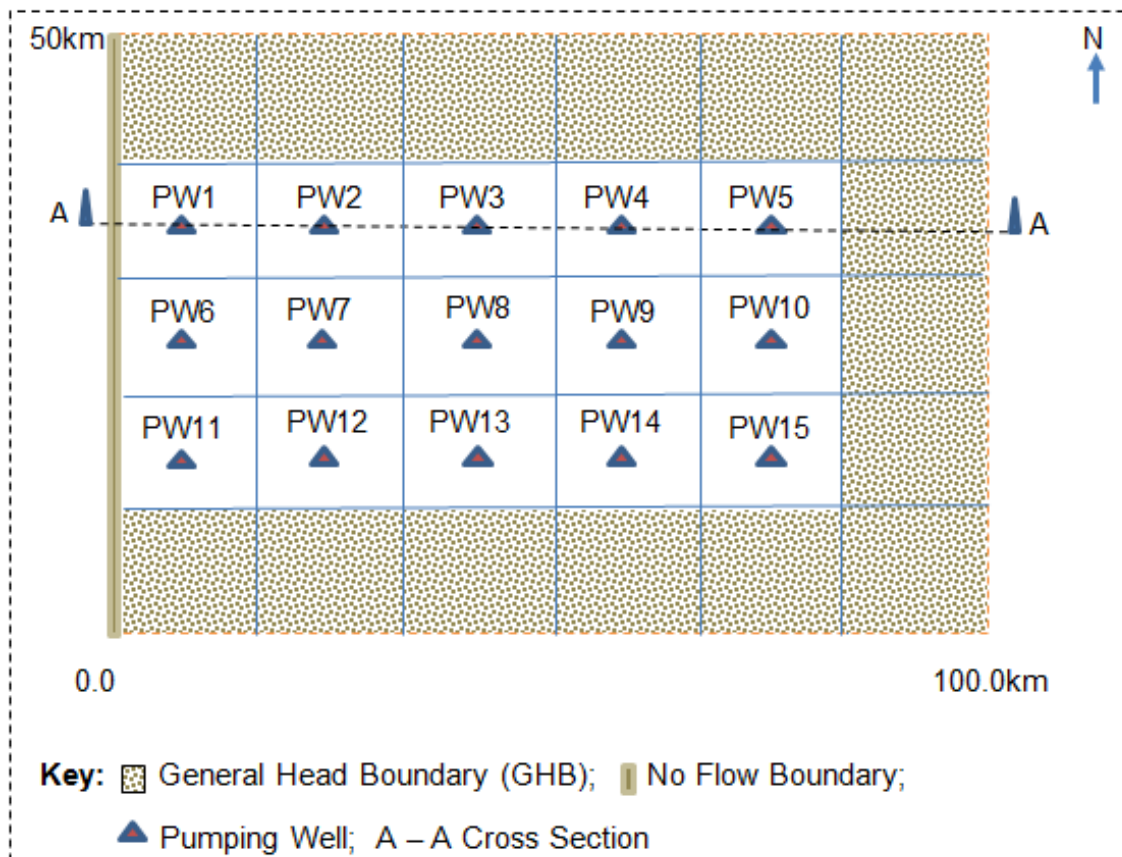 50km
N
PW1 PW2 PW3 PW4 PW5
A A
PW6 PW7 PW8 PW9 PW10
PW11 PW12 PW13 PW14 PW15
0.0 100.0km
Key: General Head Boundary (GHB); No Flow Boundary;
Pumping Well; A – A Cross Section